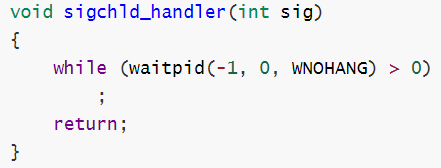 void sigchld_handler(int sig)
{
    while (waitpid(-1, 0, WNOHANG) > 0)
        ;
    return;
}